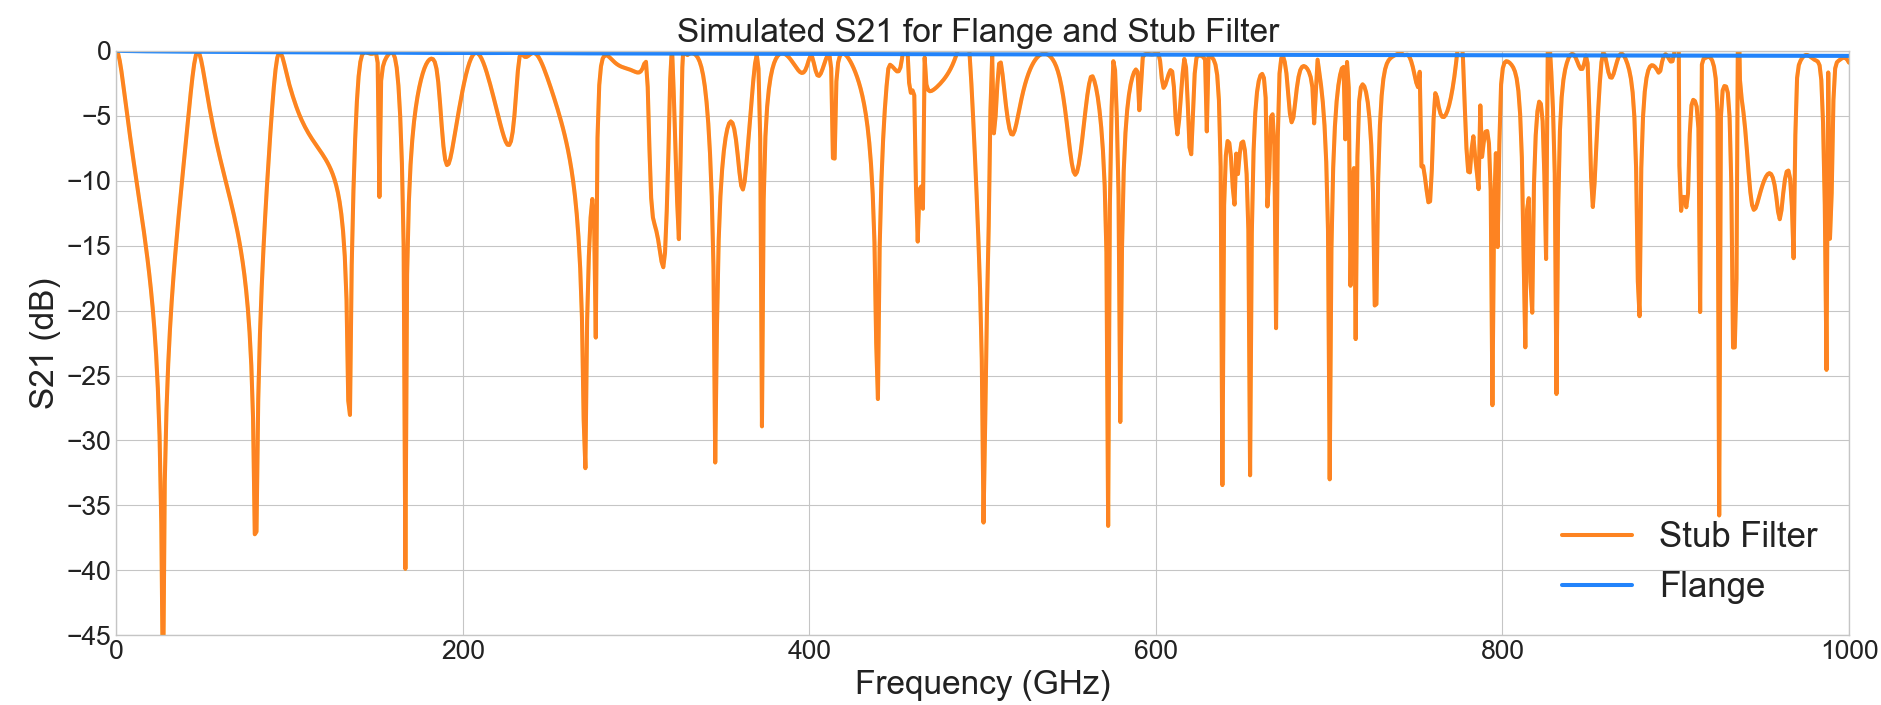 Simulated S21 for Flange and Stub Filter
0
−5
−10
−15
−20
−25
−30
−35
−40
−45
S21 (dB)
0 200 400 600 800 1000
Frequency (GHz)
Stub Filter
Flange